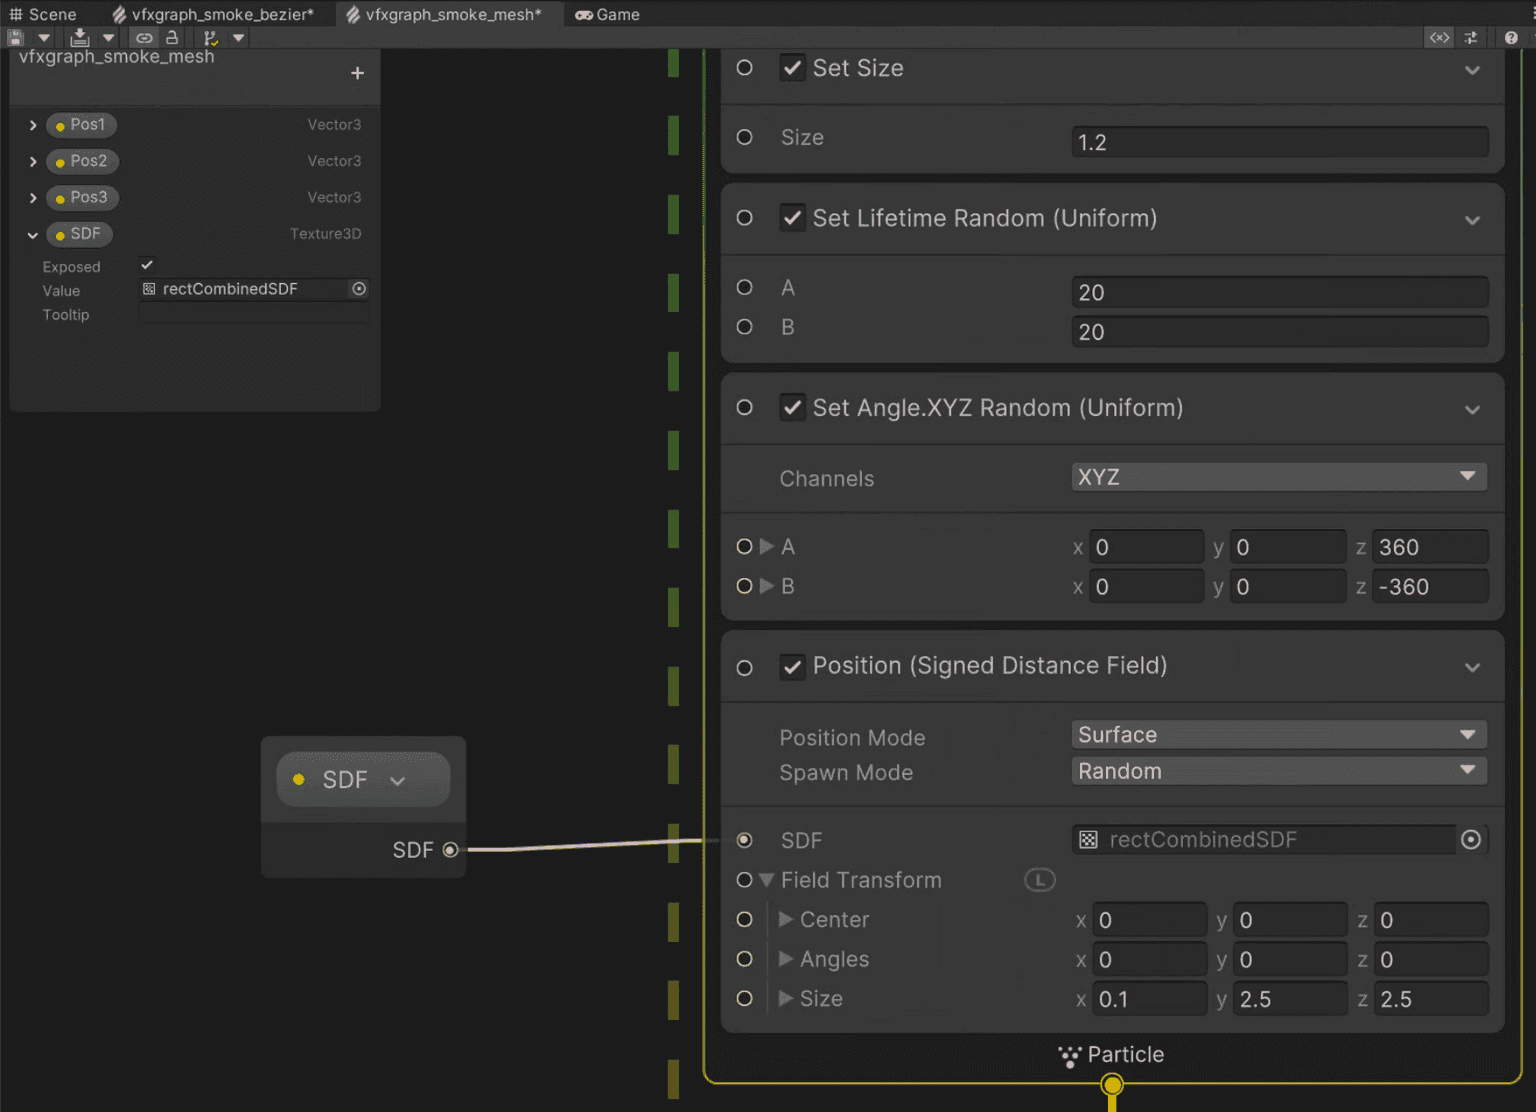 Scene vfxgraph_smoke_bezier* vfxgraph_smoke_mesh* Game
vfxgraph_smoke_mesh
+
Pos1 Vector3
Pos2 Vector3
Pos3 Vector3
SDF Texture3D
Exposed
Value rectCombinedSDF
Tooltip
Set Size
Size 1.2
Set Lifetime Random (Uniform)
A 20
B 20
Set Angle.XYZ Random (Uniform)
Channels XYZ
A x 0 y 0 z 360
B x 0 y 0 z -360
Position (Signed Distance Field)
Position Mode Surface
Spawn Mode Random
SDF
SDF
SDF rectCombinedSDF
Field Transform L
Center x 0 y 0 z 0
Angles x 0 y 0 z 0
Size x 0.1 y 2.5 z 2.5
Particle